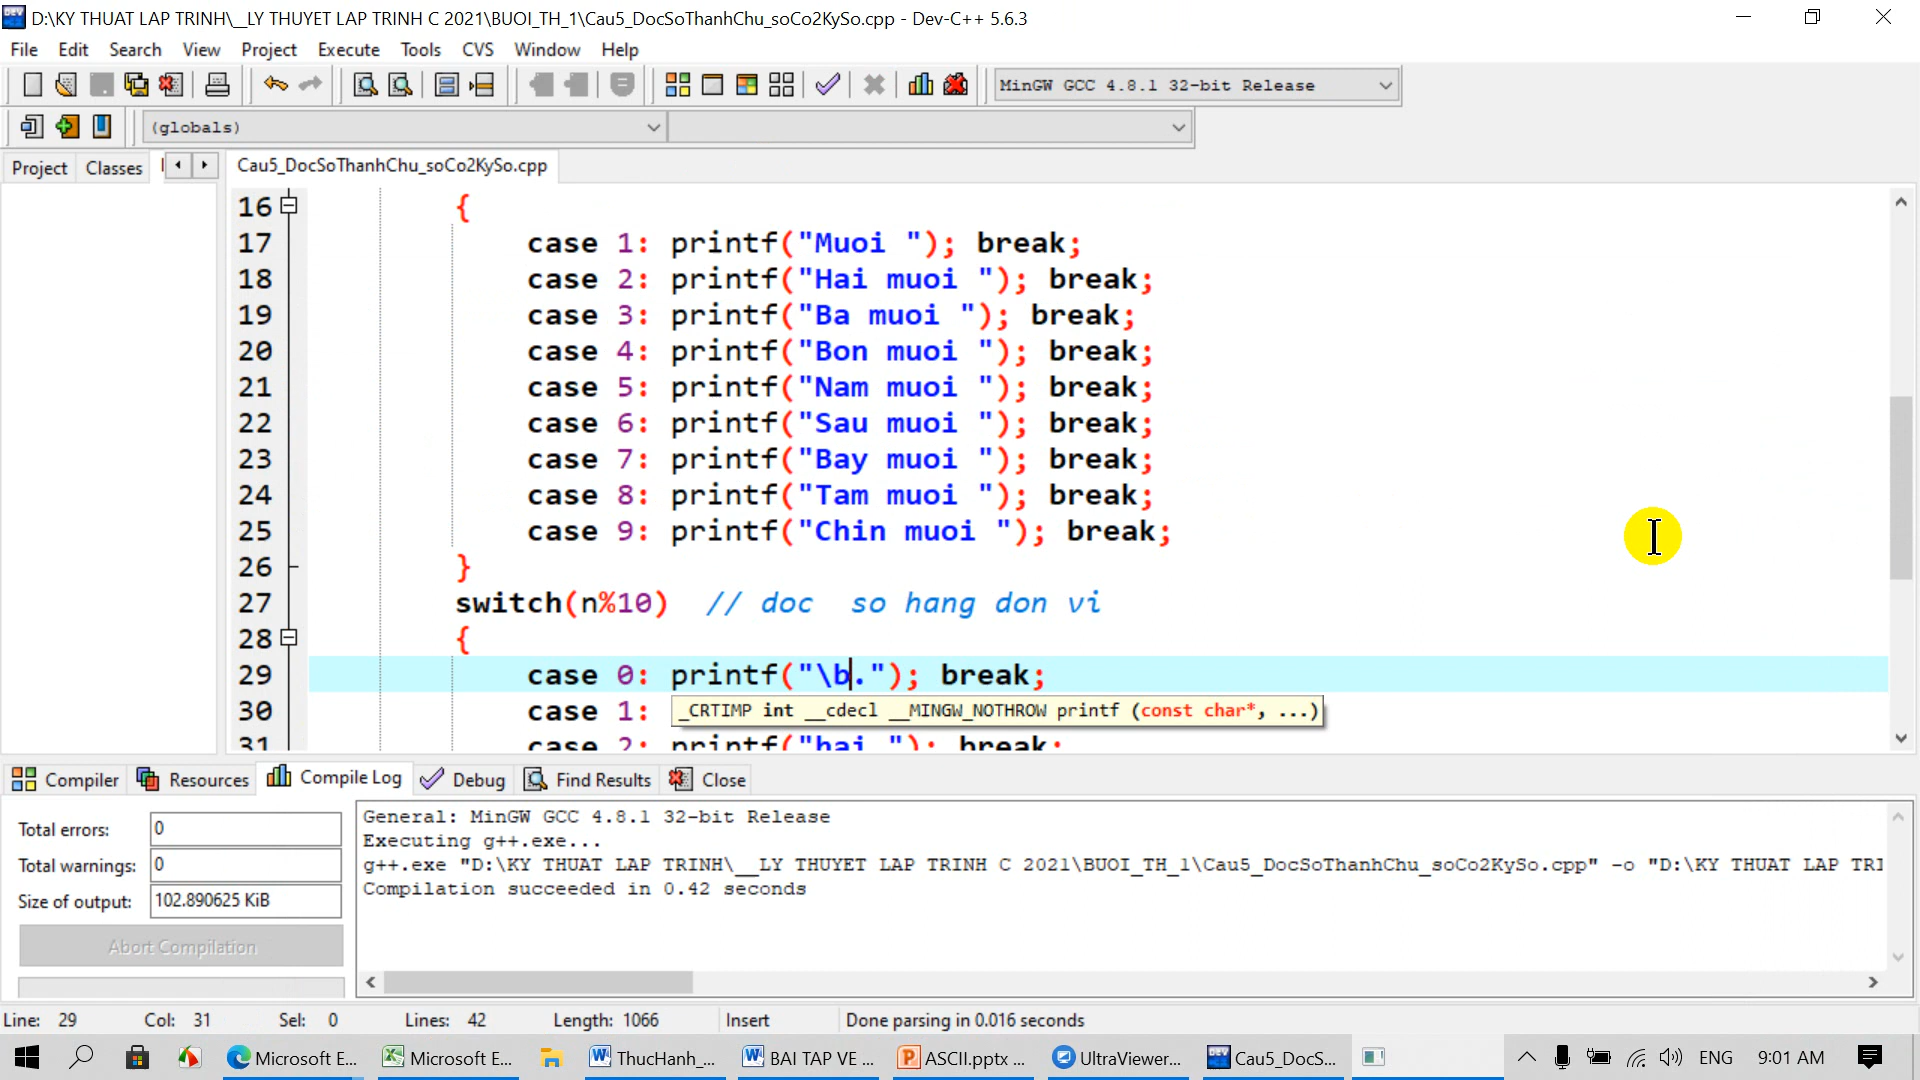 D:\KY THUAT LAP TRINH\__LY THUYET LAP TRINH C 2021\BUOI_TH_1\Cau5_DocSoThanhChu_soCo2KySo.cpp - Dev-C++ 5.6.3
File Edit Search View Project Execute Tools CVS Window Help
MinGW GCC 4.8.1 32-bit Release
(globals)
Project Classes Cau5_DocSoThanhChu_soCo2KySo.cpp
16 {
17 case 1: printf("Muoi "); break;
18 case 2: printf("Hai muoi "); break;
19 case 3: printf("Ba muoi "); break;
20 case 4: printf("Bon muoi "); break;
21 case 5: printf("Nam muoi "); break;
22 case 6: printf("Sau muoi "); break;
23 case 7: printf("Bay muoi "); break;
24 case 8: printf("Tam muoi "); break;
25 case 9: printf("Chin muoi "); break;
26 }
27 switch(n%10) // doc so hang don vi
28 {
29 case 0: printf("\b."); break;
30 case 1: _CRTIMP int __cdecl __MINGW_NOTHROW printf (const char*, ...)
31 case 2: printf("hai "); break;
Compiler Resources Compile Log Debug Find Results Close
Total errors: 0
Total warnings: 0
Size of output: 102.890625 KiB
Abort Compilation
General: MinGW GCC 4.8.1 32-bit Release
Executing g++.exe...
g++.exe "D:\KY THUAT LAP TRINH\__LY THUYET LAP TRINH C 2021\BUOI_TH_1\Cau5_DocSoThanhChu_soCo2KySo.cpp" -o "D:\KY THUAT LAP TRI
Compilation succeeded in 0.42 seconds
Line: 29 Col: 31 Sel: 0 Lines: 42 Length: 1066 Insert Done parsing in 0.016 seconds
Microsoft E... Microsoft E... ThucHanh_... BAI TAP VE ... ASCII.pptx ... UltraViewer... Cau5_DocS... ENG 9:01 AM